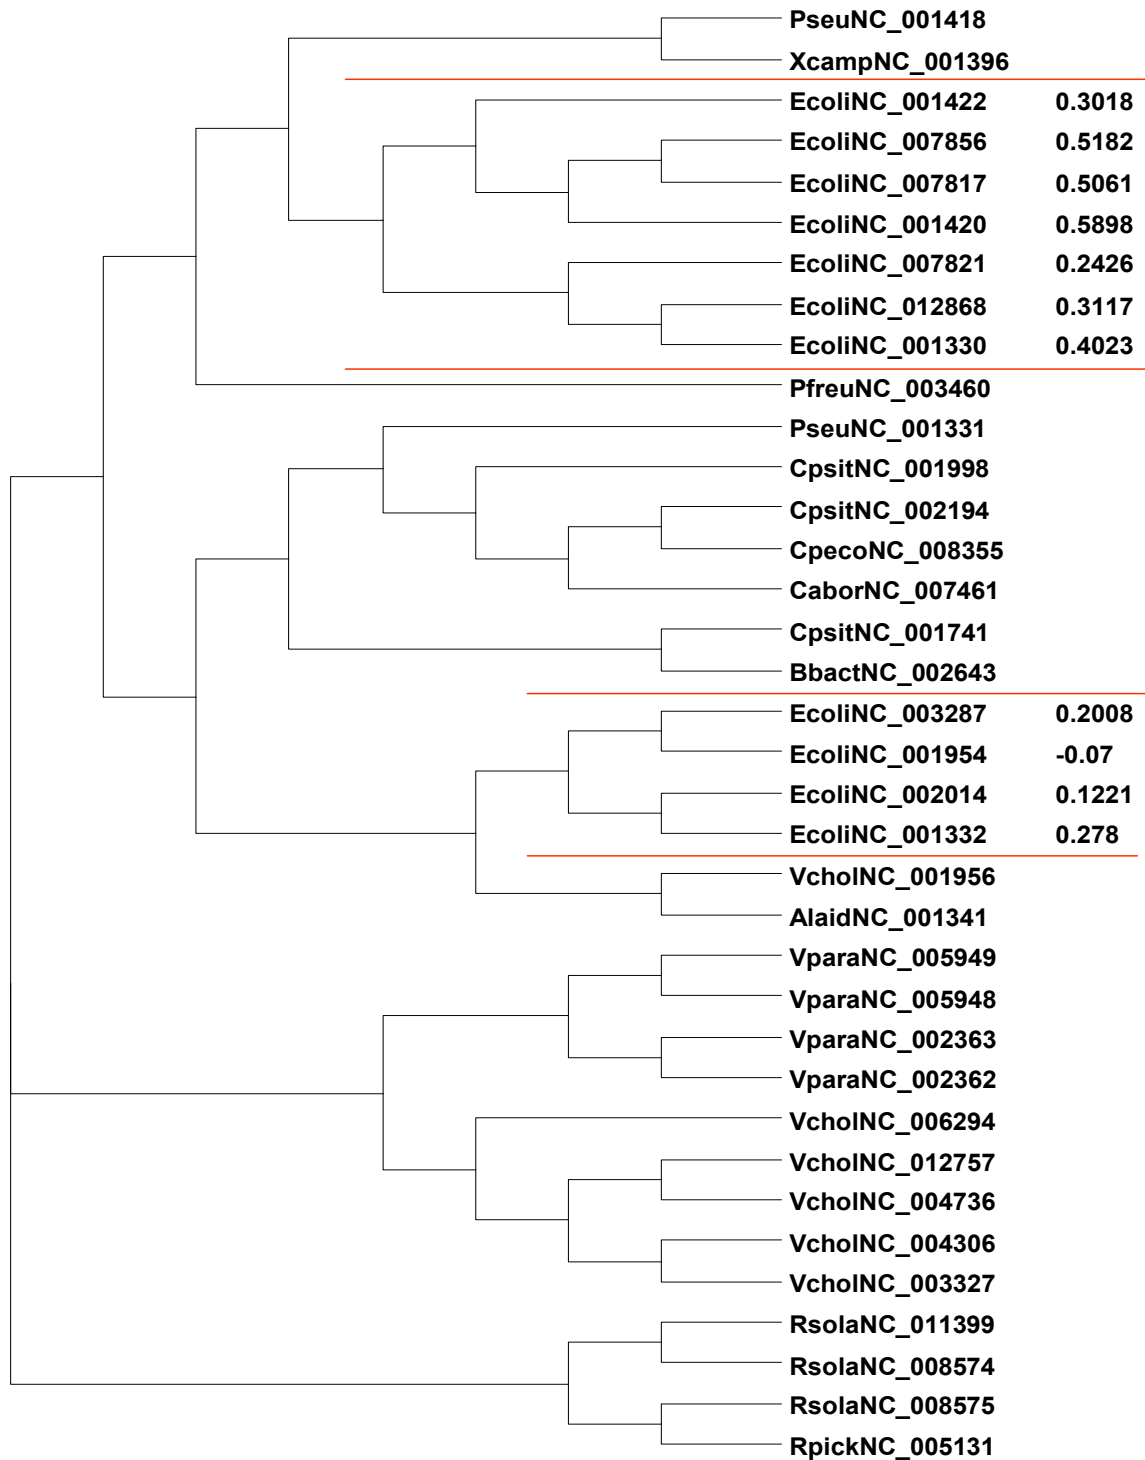 PseuNC_001418
XcampNC_001396
EcoliNC_001422 0.3018
EcoliNC_007856 0.5182
EcoliNC_007817 0.5061
EcoliNC_001420 0.5898
EcoliNC_007821 0.2426
EcoliNC_012868 0.3117
EcoliNC_001330 0.4023
PfreuNC_003460
PseuNC_001331
CpsitNC_001998
CpsitNC_002194
CpecoNC_008355
CaborNC_007461
CpsitNC_001741
BbactNC_002643
EcoliNC_003287 0.2008
EcoliNC_001954 -0.07
EcoliNC_002014 0.1221
EcoliNC_001332 0.278
VcholNC_001956
AlaidNC_001341
VparaNC_005949
VparaNC_005948
VparaNC_002363
VparaNC_002362
VcholNC_006294
VcholNC_012757
VcholNC_004736
VcholNC_004306
VcholNC_003327
RsolaNC_011399
RsolaNC_008574
RsolaNC_008575
RpickNC_005131